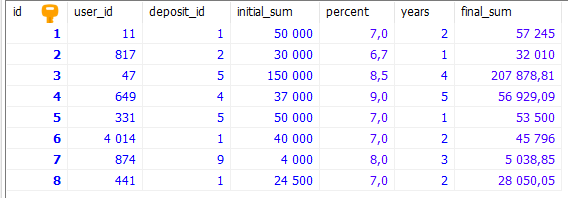 id user_id deposit_id initial_sum percent years final_sum
1 11 1 50 000 7,0 2 57 245
2 817 2 30 000 6,7 1 32 010
3 47 5 150 000 8,5 4 207 878,81
4 649 4 37 000 9,0 5 56 929,09
5 331 5 50 000 7,0 1 53 500
6 4 014 1 40 000 7,0 2 45 796
7 874 9 4 000 8,0 3 5 038,85
8 441 1 24 500 7,0 2 28 050,05